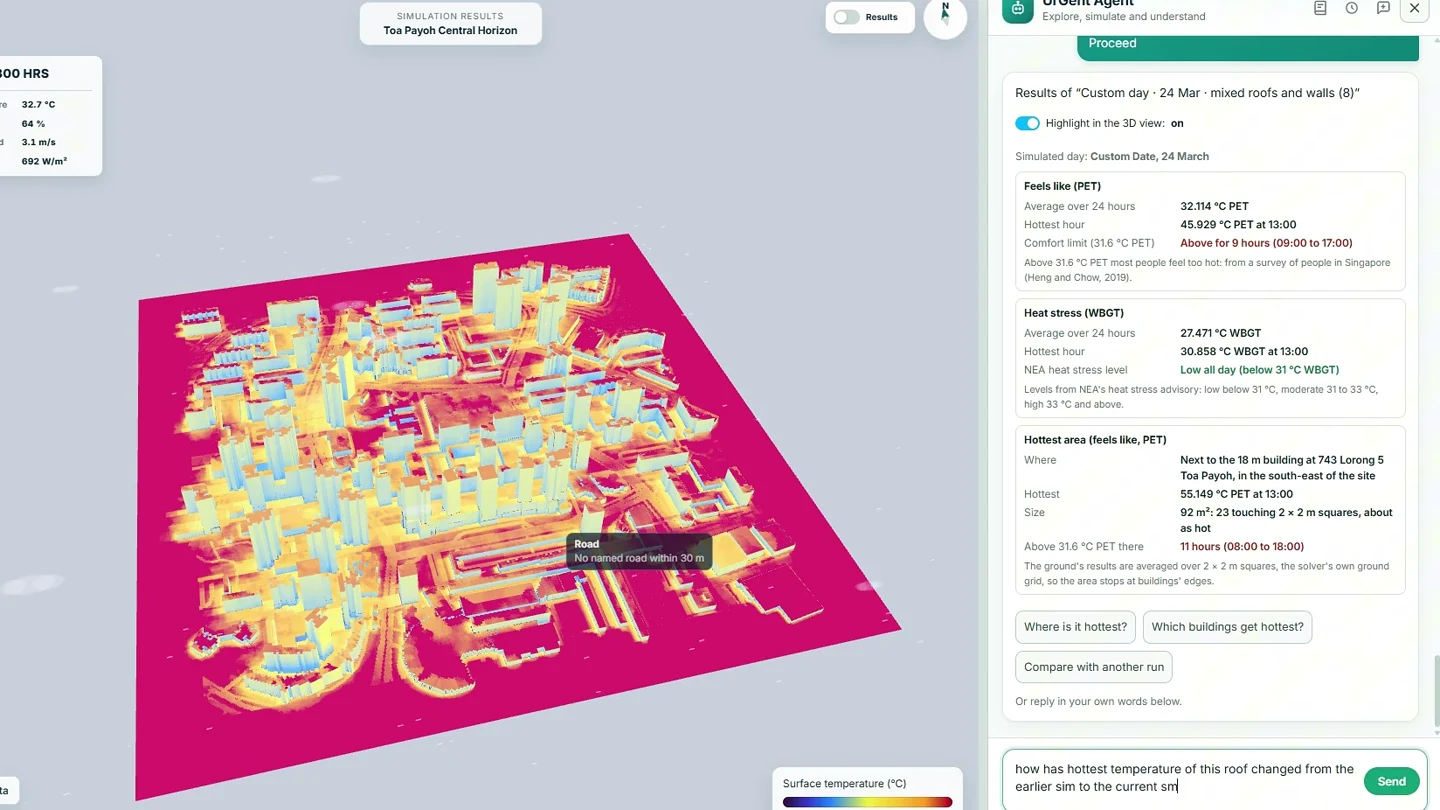 SIMULATION RESULTS
Toa Payoh Central Horizon
Results
N
00 HRS
32.7 °C
64 %
3.1 m/s
692 W/m²
Road
No named road within 30 m
Surface temperature (°C)
UrGent Agent
Explore, simulate and understand
Proceed
Results of “Custom day · 24 Mar · mixed roofs and walls (8)”
Highlight in the 3D view: on
Simulated day: Custom Date, 24 March
Feels like (PET)
Average over 24 hours 32.114 °C PET
Hottest hour 45.929 °C PET at 13:00
Comfort limit (31.6 °C PET) Above for 9 hours (09:00 to 17:00)
Above 31.6 °C PET most people feel too hot: from a survey of people in Singapore
(Heng and Chow, 2019).
Heat stress (WBGT)
Average over 24 hours 27.471 °C WBGT
Hottest hour 30.858 °C WBGT at 13:00
NEA heat stress level Low all day (below 31 °C WBGT)
Levels from NEA's heat stress advisory: low below 31 °C, moderate 31 to 33 °C,
high 33 °C and above.
Hottest area (feels like, PET)
Where Next to the 18 m building at 743 Lorong 5
Toa Payoh, in the south-east of the site
Hottest 55.149 °C PET at 13:00
Size 92 m²: 23 touching 2 × 2 m squares, about
as hot
Above 31.6 °C PET there 11 hours (08:00 to 18:00)
The ground's results are averaged over 2 × 2 m squares, the solver's own ground
grid, so the area stops at buildings' edges.
Where is it hottest?
Which buildings get hottest?
Compare with another run
Or reply in your own words below.
how has hottest temperature of this roof changed from the
earlier sim to the current sm
Send